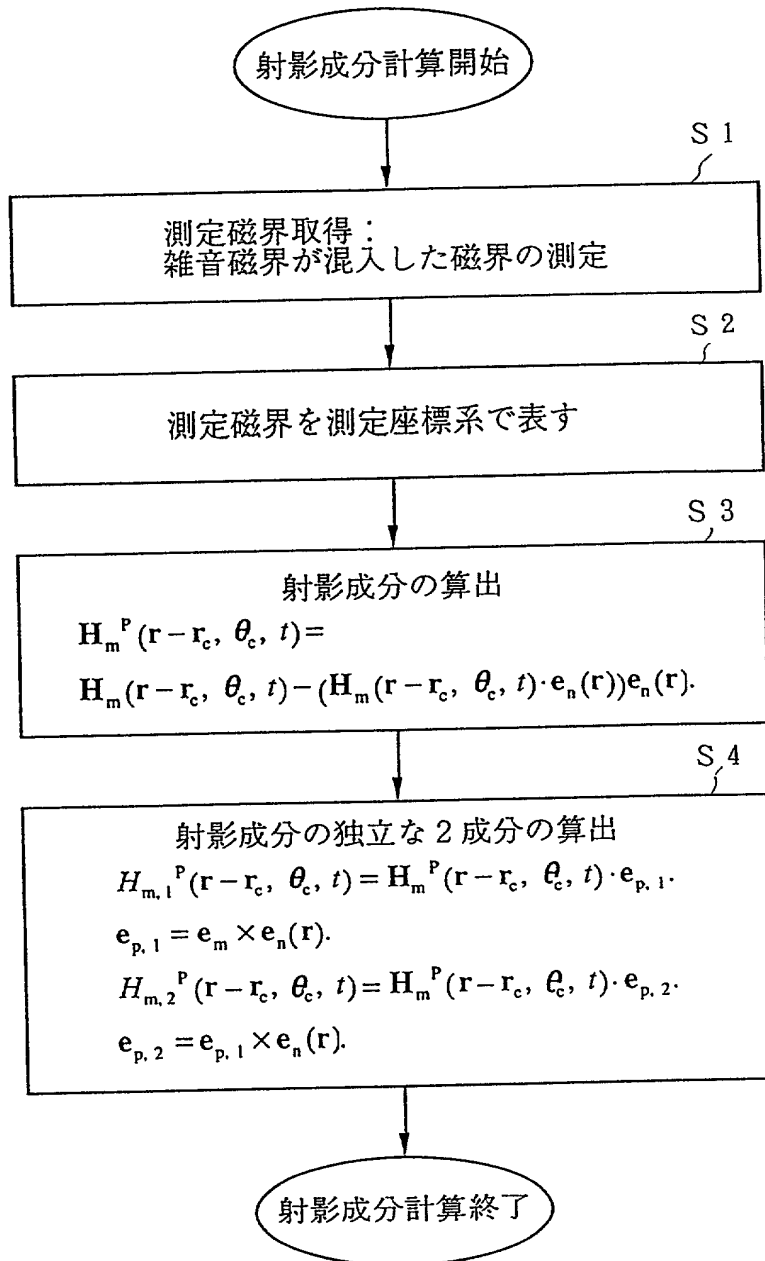 射影成分計算開始
S 1
測定磁界取得：
雑音磁界が混入した磁界の測定
S 2
測定磁界を測定座標系で表す
S 3
射影成分の算出
H_m^P(r−r_c, θ_c, t)=
H_m(r−r_c, θ_c, t)−(H_m(r−r_c, θ_c, t)·e_n(r))e_n(r).
S 4
射影成分の独立な2成分の算出
H_{m,1}^P(r−r_c, θ_c, t)=H_m^P(r−r_c, θ_c, t)·e_{p,1}.
e_{p,1}=e_m×e_n(r).
H_{m,2}^P(r−r_c, θ_c, t)=H_m^P(r−r_c, θ_c, t)·e_{p,2}.
e_{p,2}=e_{p,1}×e_n(r).
射影成分計算終了